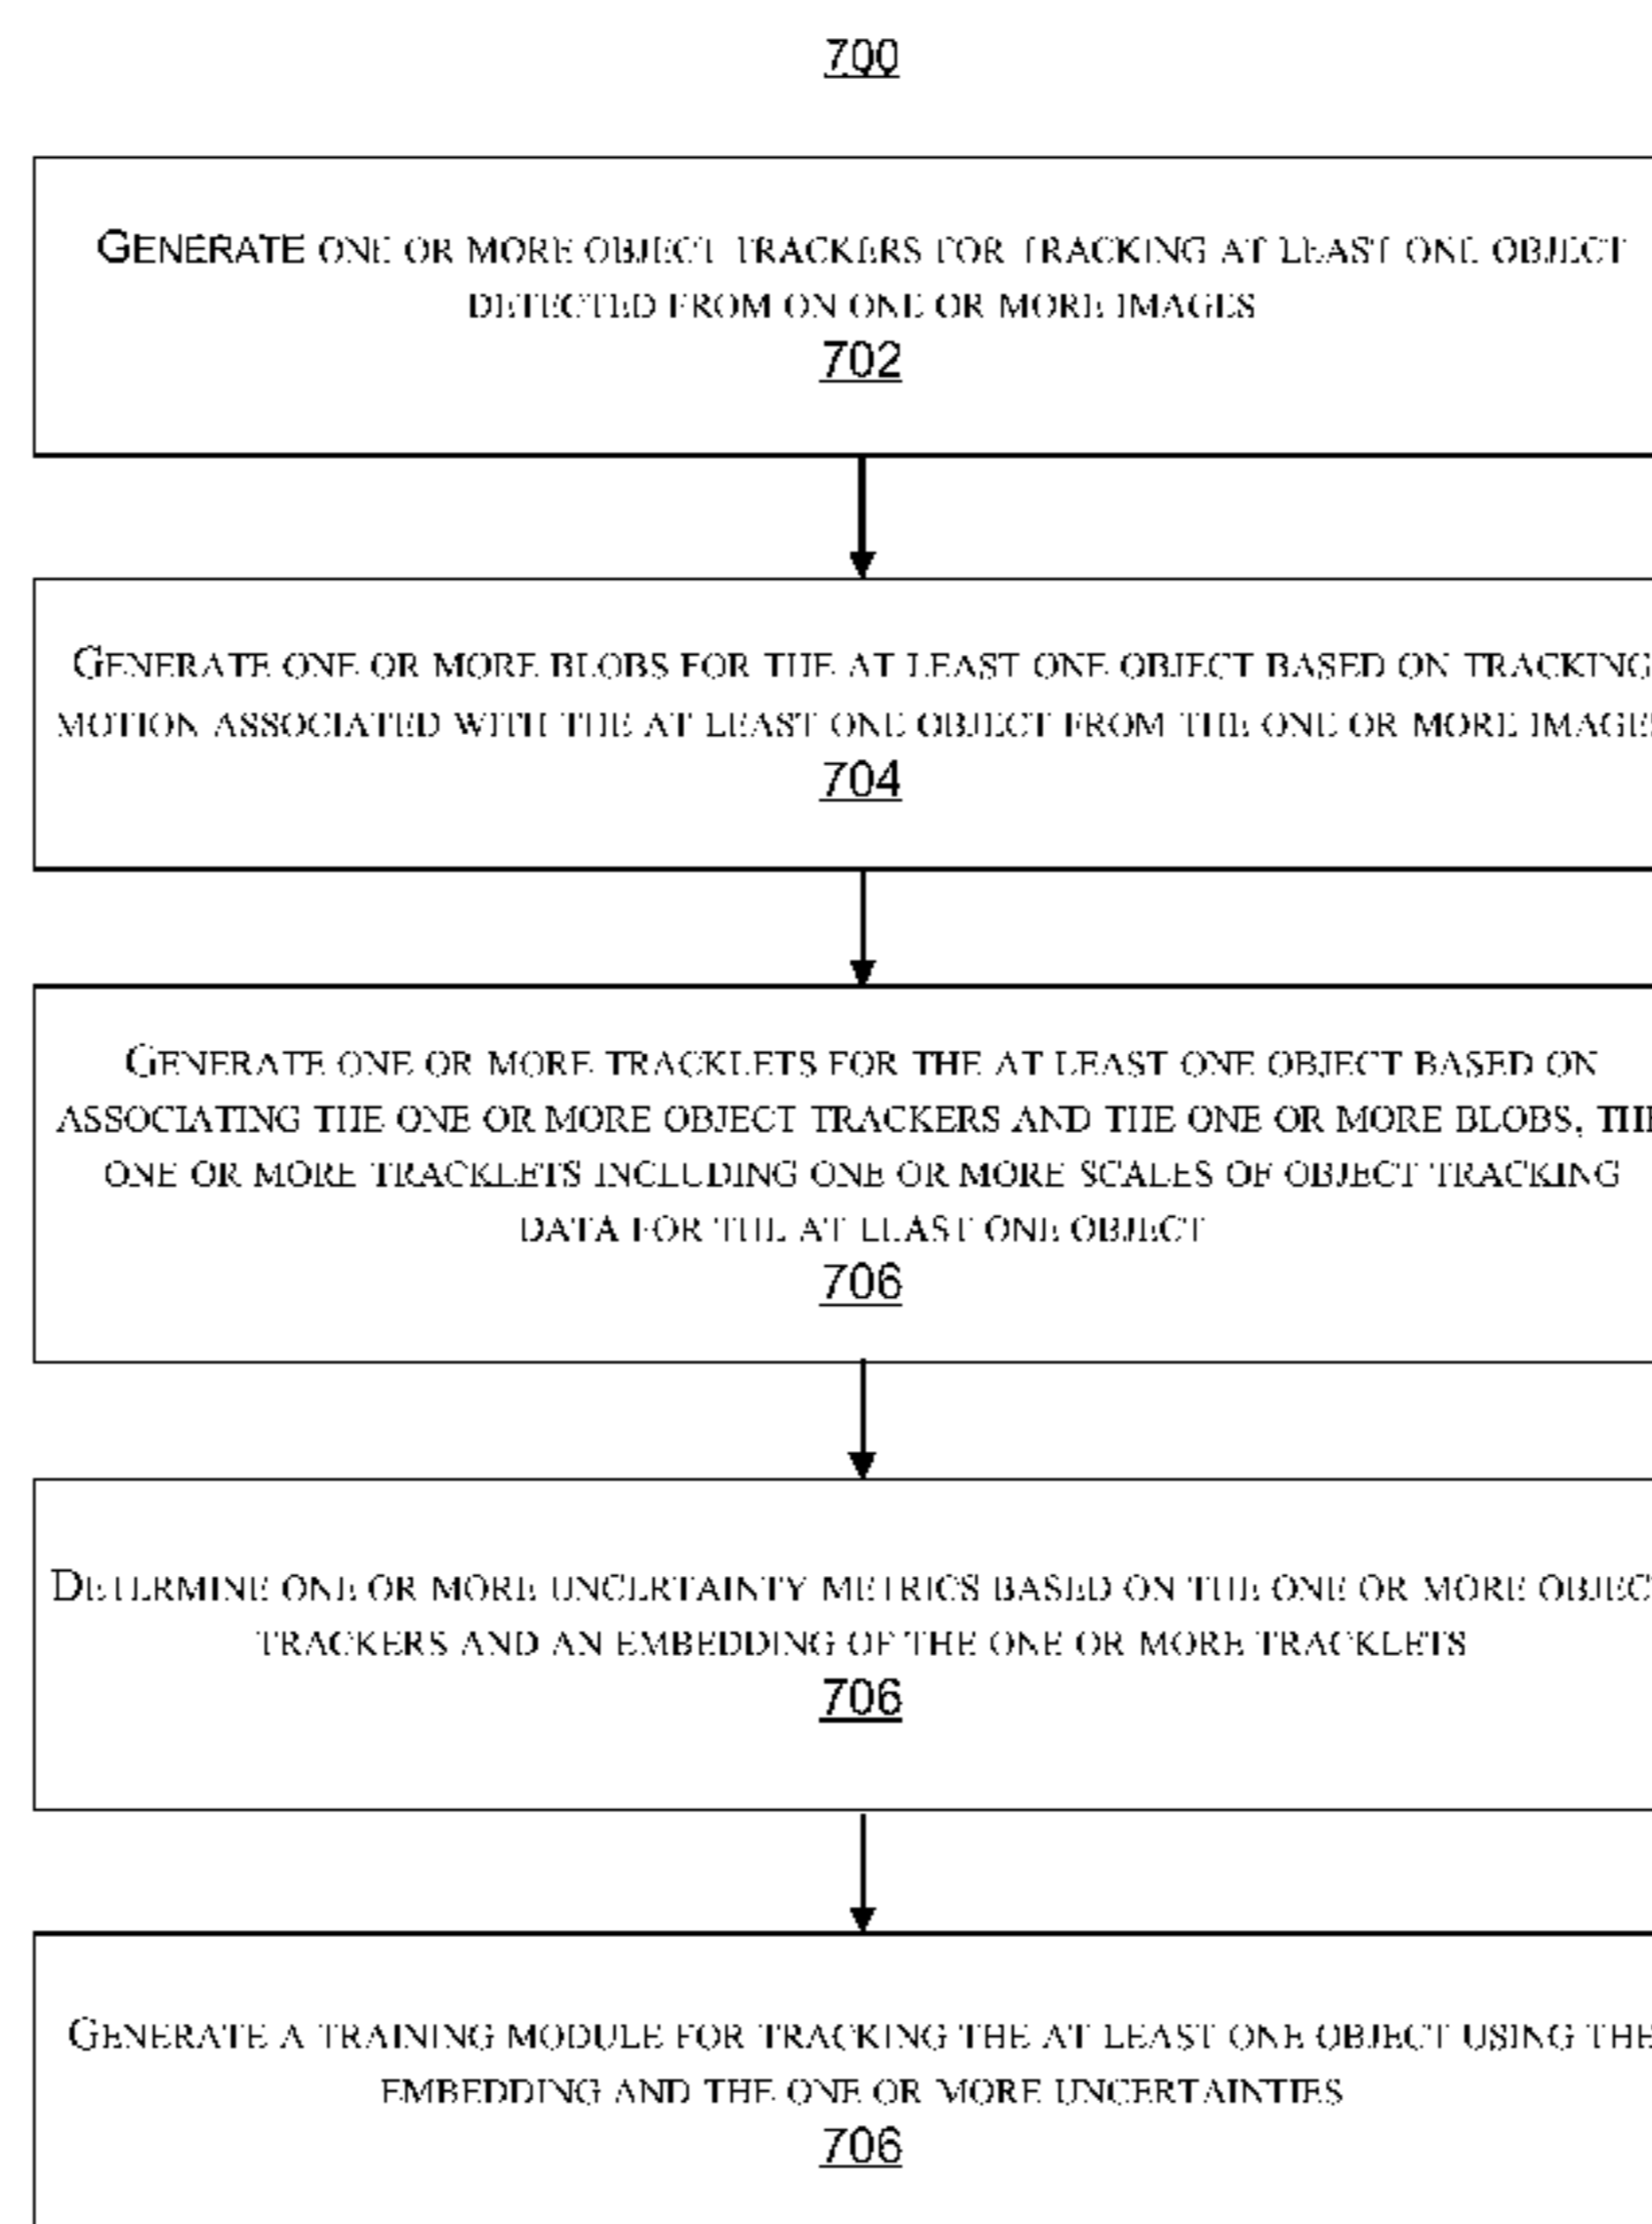 700
GENERATE ONE OR MORE OBJECT TRACKERS FOR TRACKING AT LEAST ONE OBJECT
DETECTED FROM ON ONE OR MORE IMAGES
702
GENERATE ONE OR MORE BLOBS FOR THE AT LEAST ONE OBJECT BASED ON TRACKING
MOTION ASSOCIATED WITH THE AT LEAST ONE OBJECT FROM THE ONE OR MORE IMAGES
704
GENERATE ONE OR MORE TRACKLETS FOR THE AT LEAST ONE OBJECT BASED ON
ASSOCIATING THE ONE OR MORE OBJECT TRACKERS AND THE ONE OR MORE BLOBS, THE
ONE OR MORE TRACKLETS INCLUDING ONE OR MORE SCALES OF OBJECT TRACKING
DATA FOR THE AT LEAST ONE OBJECT
706
DETERMINE ONE OR MORE UNCERTAINTY METRICS BASED ON THE ONE OR MORE OBJECT
TRACKERS AND AN EMBEDDING OF THE ONE OR MORE TRACKLETS
706
GENERATE A TRAINING MODULE FOR TRACKING THE AT LEAST ONE OBJECT USING THE
EMBEDDING AND THE ONE OR MORE UNCERTAINTIES
706